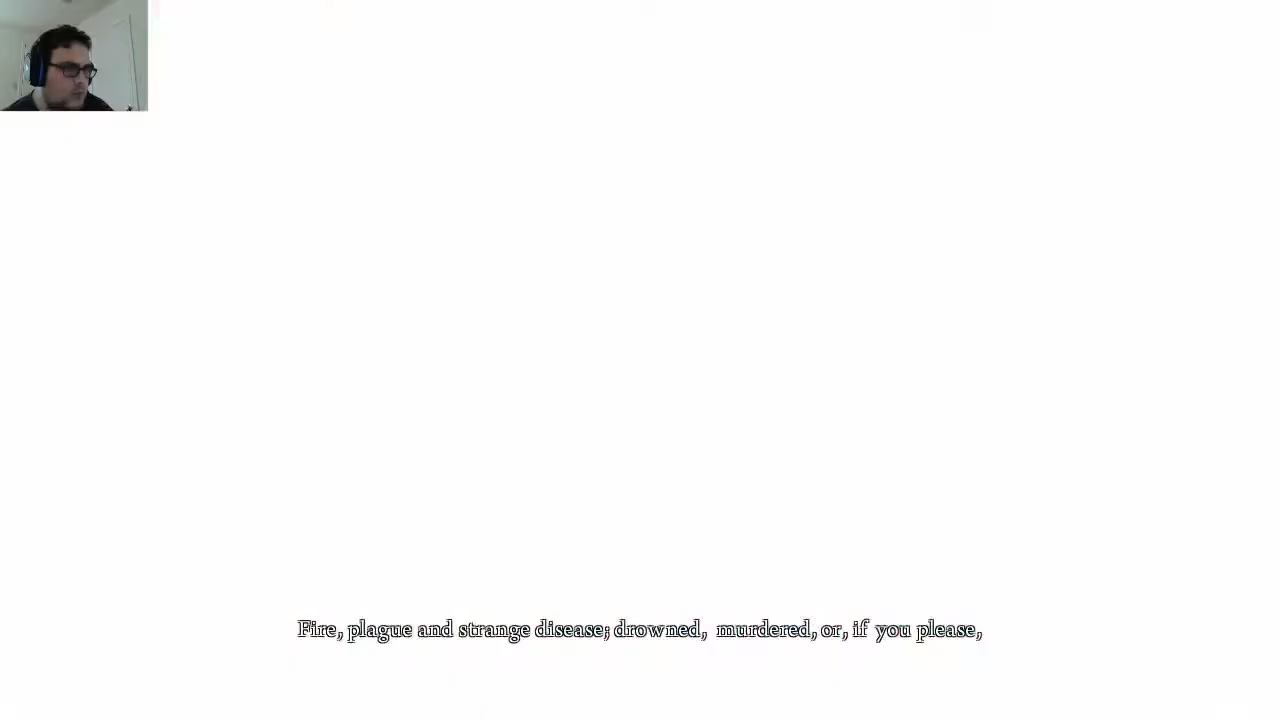 Fire, plague and strange disease; drowned, murdered, or, if you please,